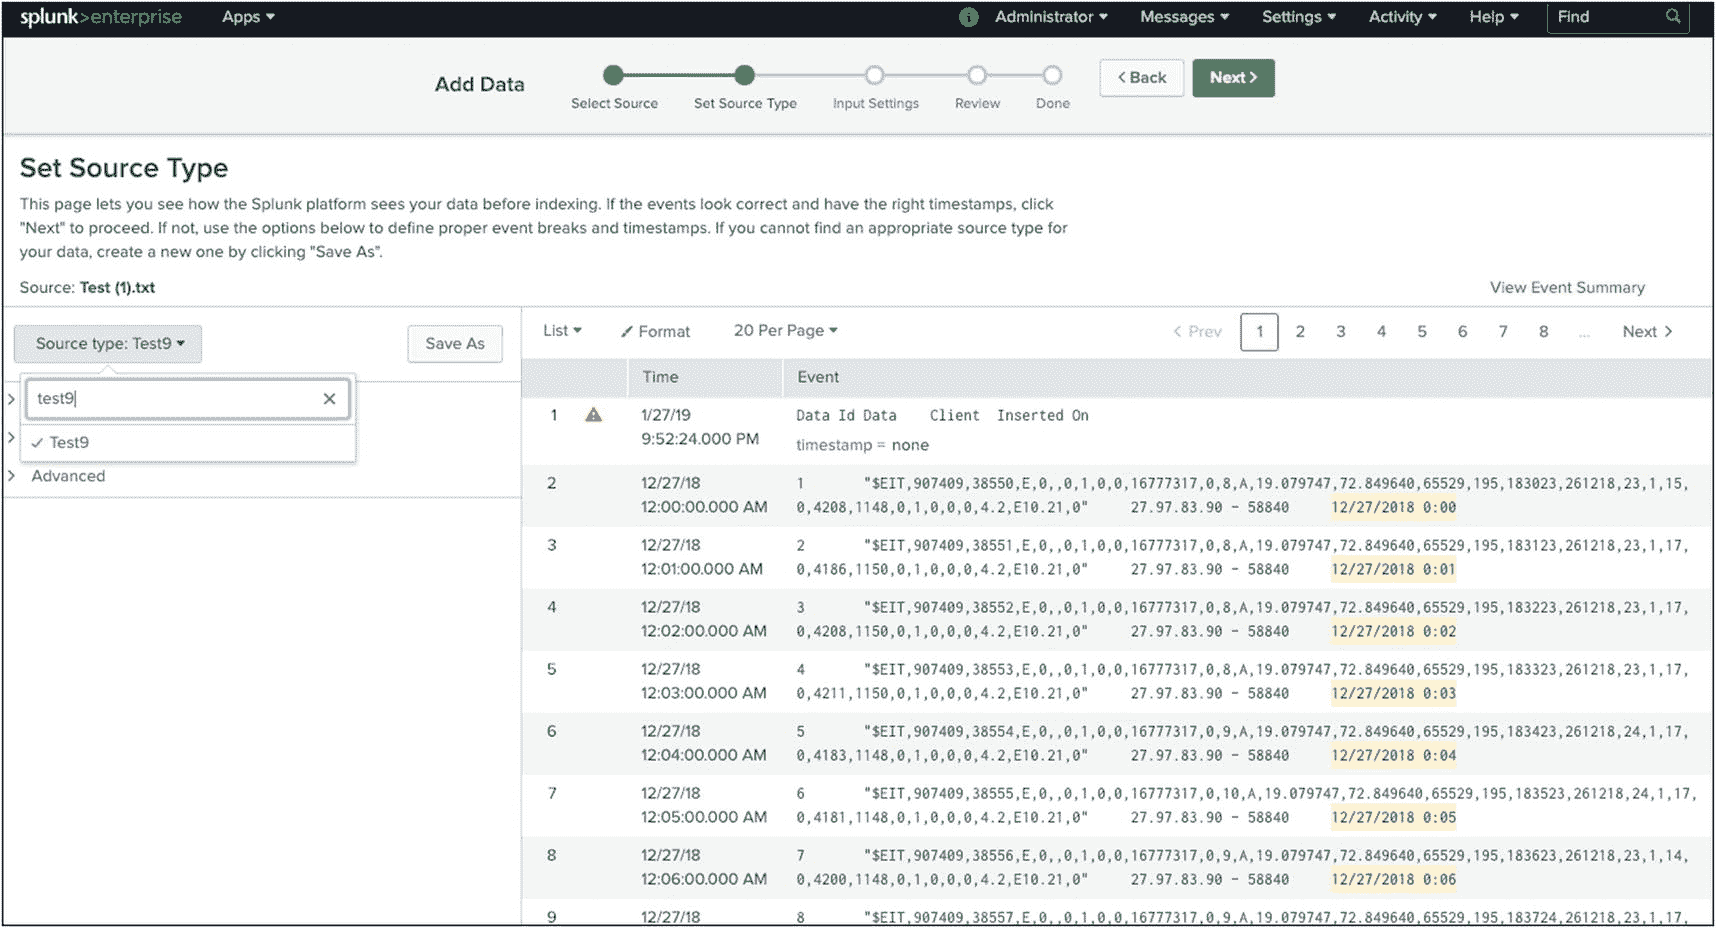 splunk>enterprise Apps Administrator Messages Settings Activity Help Find
Add Data
Select Source Set Source Type Input Settings Review Done
Back Next
Set Source Type
This page lets you see how the Splunk platform sees your data before indexing. If the events look correct and have the right timestamps, click
"Next" to proceed. If not, use the options below to define proper event breaks and timestamps. If you cannot find an appropriate source type for
your data, create a new one by clicking "Save As".
Source: Test (1).txt
View Event Summary
Source type: Test9
Save As
test9
Test9
Advanced
List Format 20 Per Page Prev 1 2 3 4 5 6 7 8 ... Next
Time Event
1 1/27/19 Data Id Data Client Inserted On
9:52:24.000 PM timestamp = none
2 12/27/18 1 "$EIT,907409,38550,E,0,,0,1,0,0,16777317,0,8,A,19.079747,72.849640,65529,195,183023,261218,23,1,15,
12:00:00.000 AM 0,4208,1148,0,1,0,0,0,4.2,E10.21,0" 27.97.83.90 - 58840 12/27/2018 0:00
3 12/27/18 2 "$EIT,907409,38551,E,0,,0,1,0,0,16777317,0,8,A,19.079747,72.849640,65529,195,183123,261218,23,1,17,
12:01:00.000 AM 0,4186,1150,0,1,0,0,0,4.2,E10.21,0" 27.97.83.90 - 58840 12/27/2018 0:01
4 12/27/18 3 "$EIT,907409,38552,E,0,,0,1,0,0,16777317,0,8,A,19.079747,72.849640,65529,195,183223,261218,23,1,17,
12:02:00.000 AM 0,4208,1150,0,1,0,0,0,4.2,E10.21,0" 27.97.83.90 - 58840 12/27/2018 0:02
5 12/27/18 4 "$EIT,907409,38553,E,0,,0,1,0,0,16777317,0,8,A,19.079747,72.849640,65529,195,183323,261218,23,1,17,
12:03:00.000 AM 0,4211,1150,0,1,0,0,0,4.2,E10.21,0" 27.97.83.90 - 58840 12/27/2018 0:03
6 12/27/18 5 "$EIT,907409,38554,E,0,,0,1,0,0,16777317,0,9,A,19.079747,72.849640,65529,195,183423,261218,24,1,17,
12:04:00.000 AM 0,4183,1148,0,1,0,0,0,4.2,E10.21,0" 27.97.83.90 - 58840 12/27/2018 0:04
7 12/27/18 6 "$EIT,907409,38555,E,0,,0,1,0,0,16777317,0,10,A,19.079747,72.849640,65529,195,183523,261218,24,1,17,
12:05:00.000 AM 0,4181,1148,0,1,0,0,0,4.2,E10.21,0" 27.97.83.90 - 58840 12/27/2018 0:05
8 12/27/18 7 "$EIT,907409,38556,E,0,,0,1,0,0,16777317,0,9,A,19.079747,72.849640,65529,195,183623,261218,23,1,14,
12:06:00.000 AM 0,4200,1148,0,1,0,0,0,4.2,E10.21,0" 27.97.83.90 - 58840 12/27/2018 0:06
9 12/27/18 8 "$EIT,907409,38557,E,0,,0,1,0,0,16777317,0,9,A,19.079747,72.849640,65529,195,183724,261218,23,1,17,